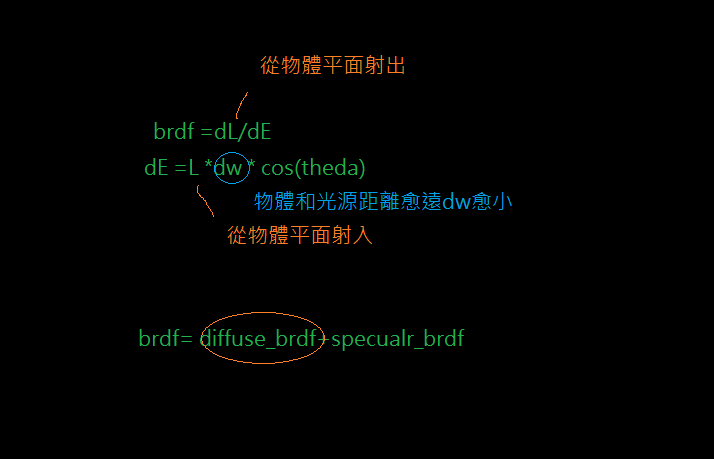 從物體平面射出
brdf =dL/dE
dE =L *dw * cos(theda)
物體和光源距離愈遠dw愈小
從物體平面射入
brdf= diffuse_brdf+specualr_brdf